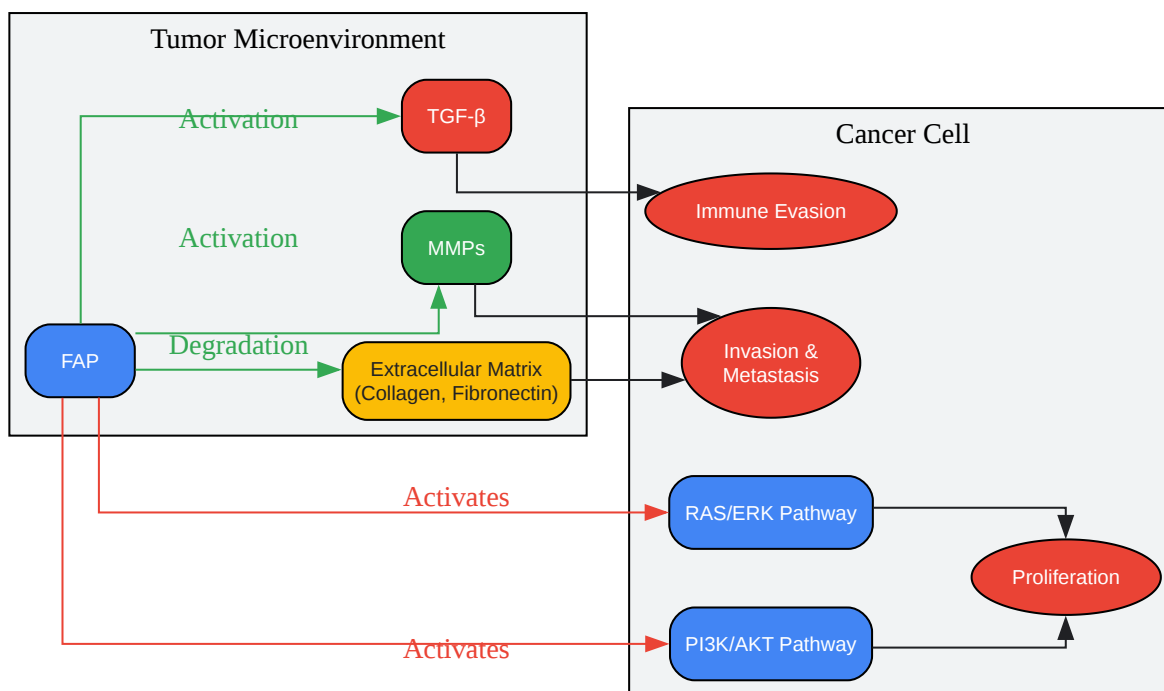 Tumor Microenvironment
Activation
TGF-β
Cancer Cell
Immune Evasion
Activation
MMPs
Degradation
FAP
Extracellular Matrix
(Collagen, Fibronectin)
Invasion &
Metastasis
Activates
RAS/ERK Pathway
Proliferation
Activates
PI3K/AKT Pathway